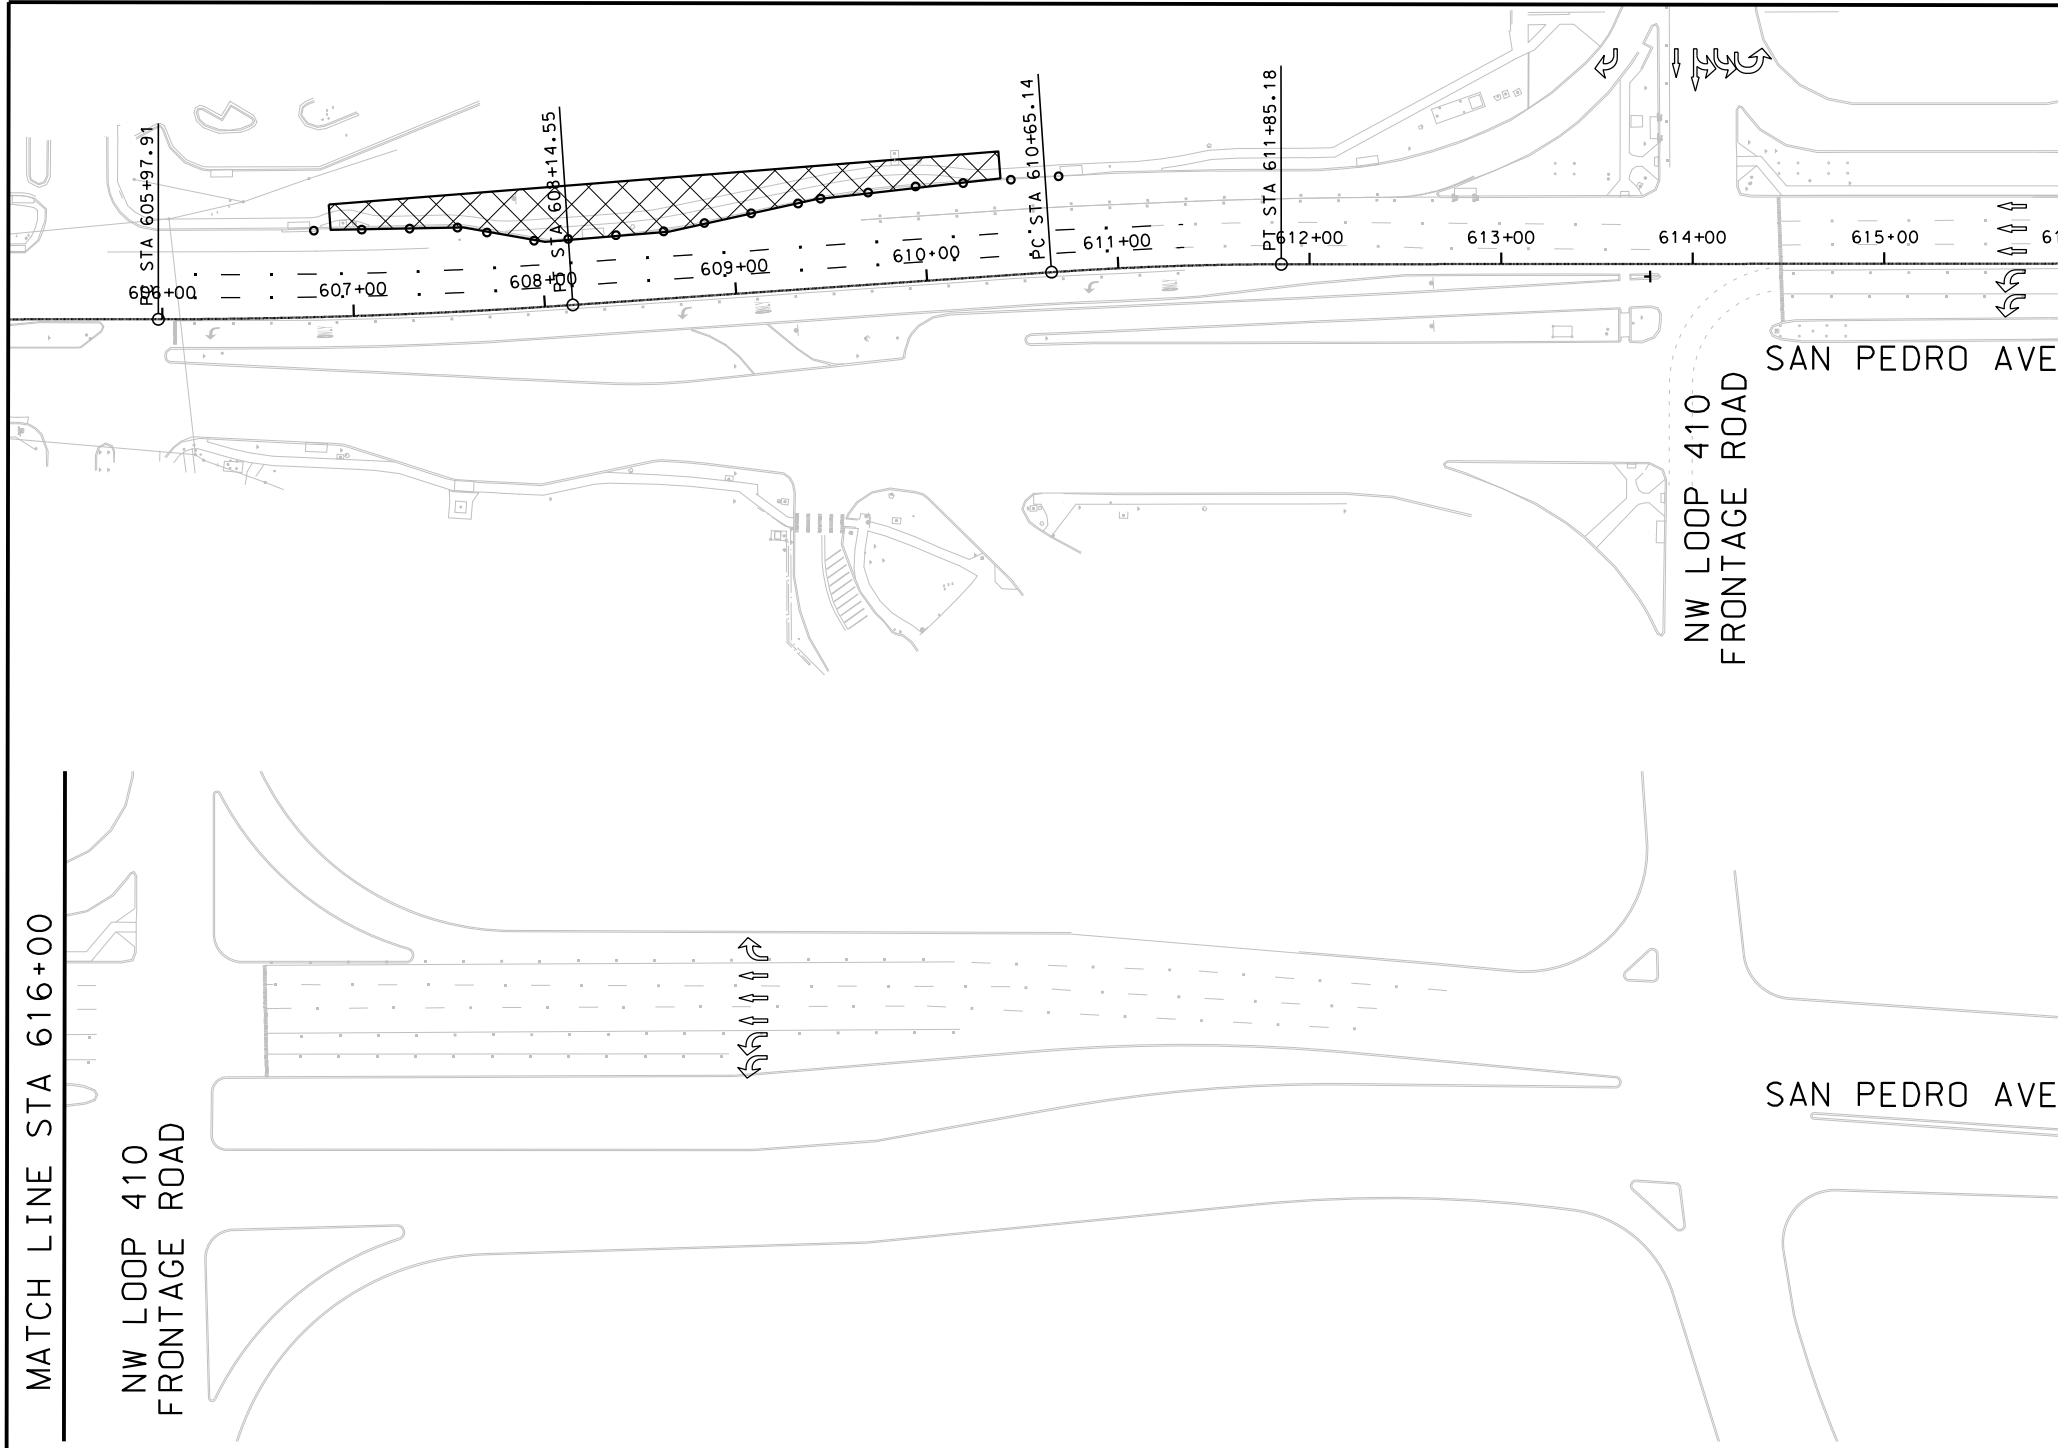 PC STA 605+97.91
PT STA 608+14.55
PC STA 610+65.14
PT STA 611+85.18
606+00
607+00
608+00
609+00
610+00
611+00
612+00
613+00
614+00
615+00
SAN PEDRO AVE
NW LOOP 410
FRONTAGE ROAD
MATCH LINE STA 616+00
NW LOOP 410
FRONTAGE ROAD
SAN PEDRO AVE